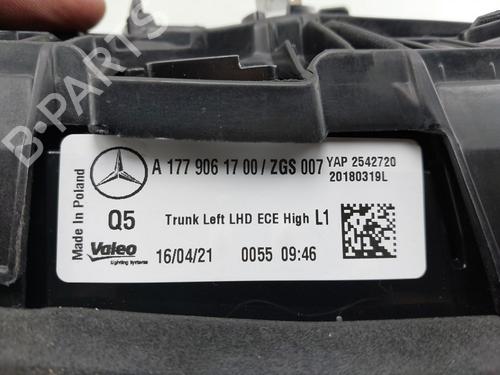 B-PARTS
Made in Poland
A 177 906 17 00 / ZGS 007
YAP 2542720
20180319L
Q5
Trunk Left LHD ECE High L1
Valeo
Lighting Systems
16/04/21
0055 09:46